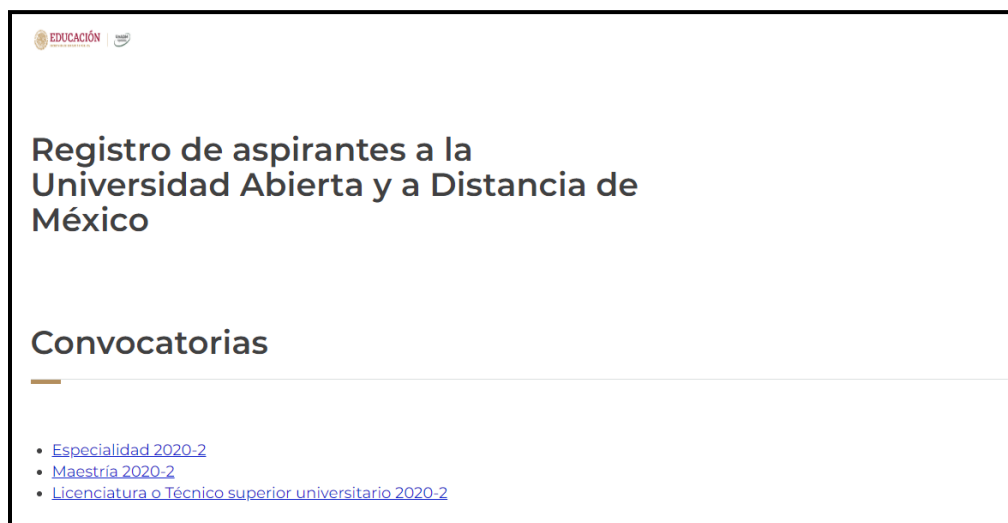 EDUCACIÓN
Registro de aspirantes a la
Universidad Abierta y a Distancia de
México
Convocatorias
Especialidad 2020-2
Maestría 2020-2
Licenciatura o Técnico superior universitario 2020-2